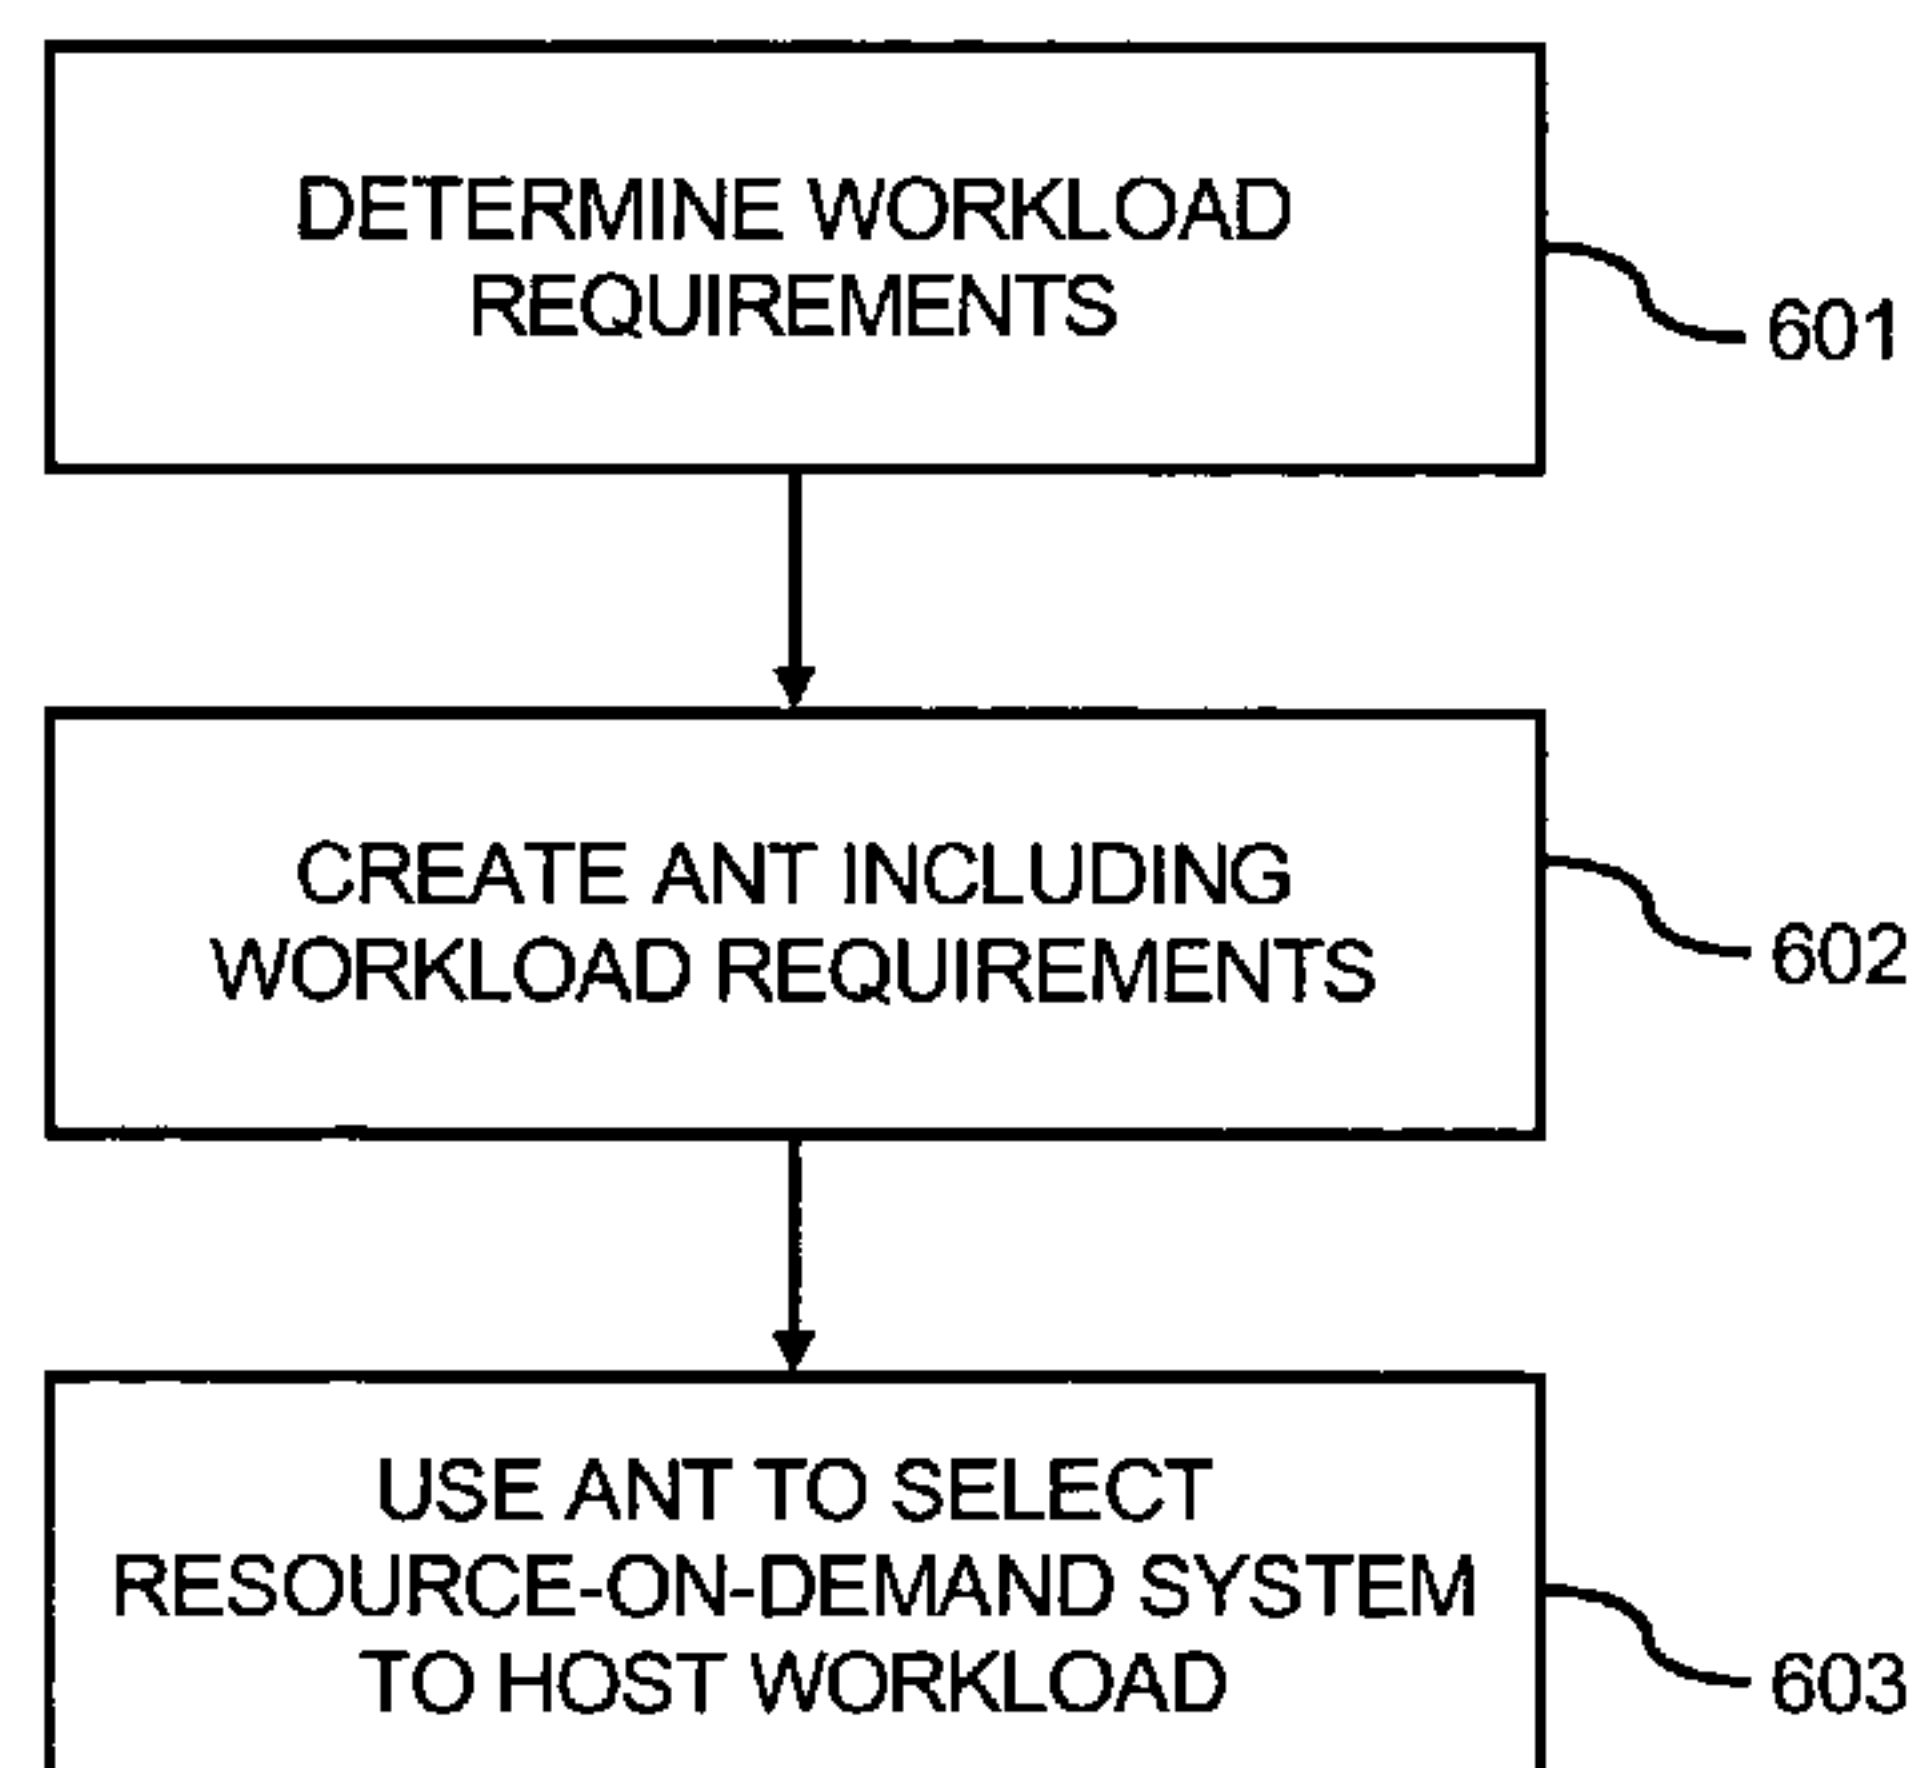 DETERMINE WORKLOAD
REQUIREMENTS
601
CREATE ANT INCLUDING
WORKLOAD REQUIREMENTS
602
USE ANT TO SELECT
RESOURCE-ON-DEMAND SYSTEM
TO HOST WORKLOAD
603